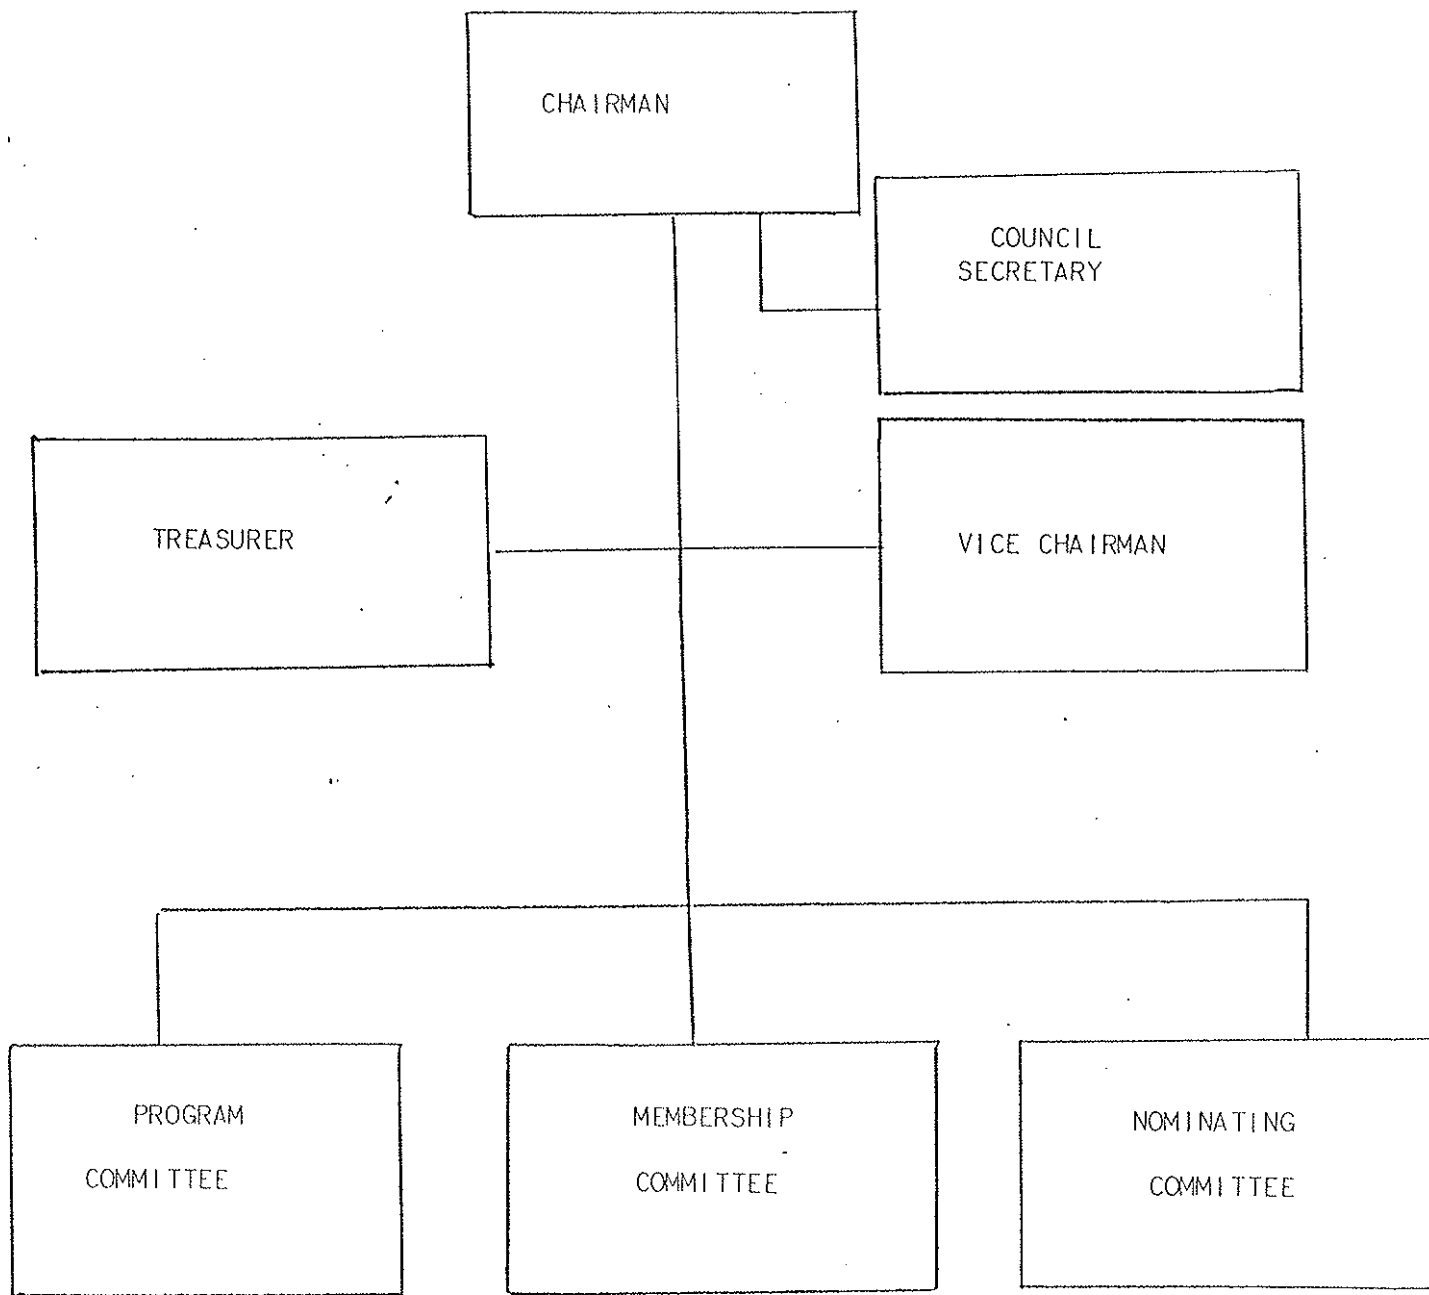 CHAIRMAN
COUNCIL
SECRETARY
TREASURER
VICE CHAIRMAN
PROGRAM
COMMITTEE
MEMBERSHIP
COMMITTEE
NOMINATING
COMMITTEE